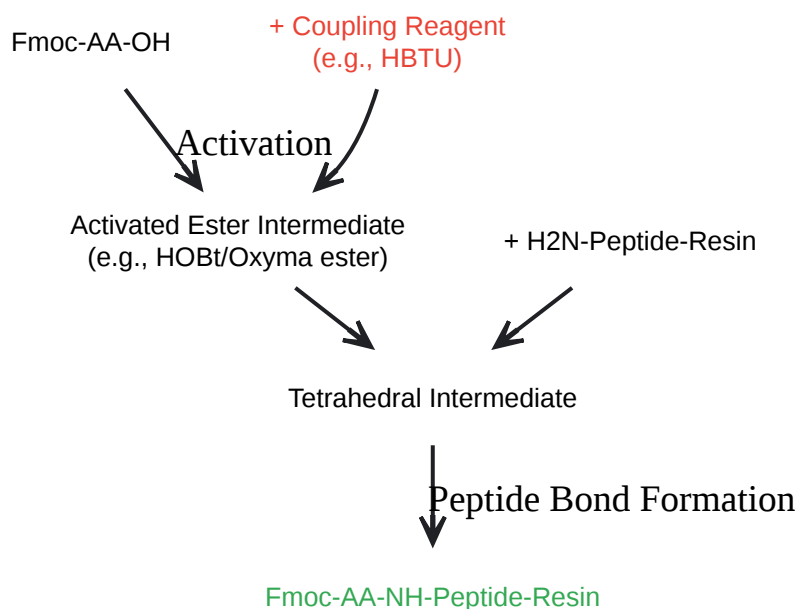 Fmoc-AA-OH
+ Coupling Reagent
(e.g., HBTU)
Activation
Activated Ester Intermediate
(e.g., HOBt/Oxyma ester)
+ H2N-Peptide-Resin
Tetrahedral Intermediate
Peptide Bond Formation
Fmoc-AA-NH-Peptide-Resin